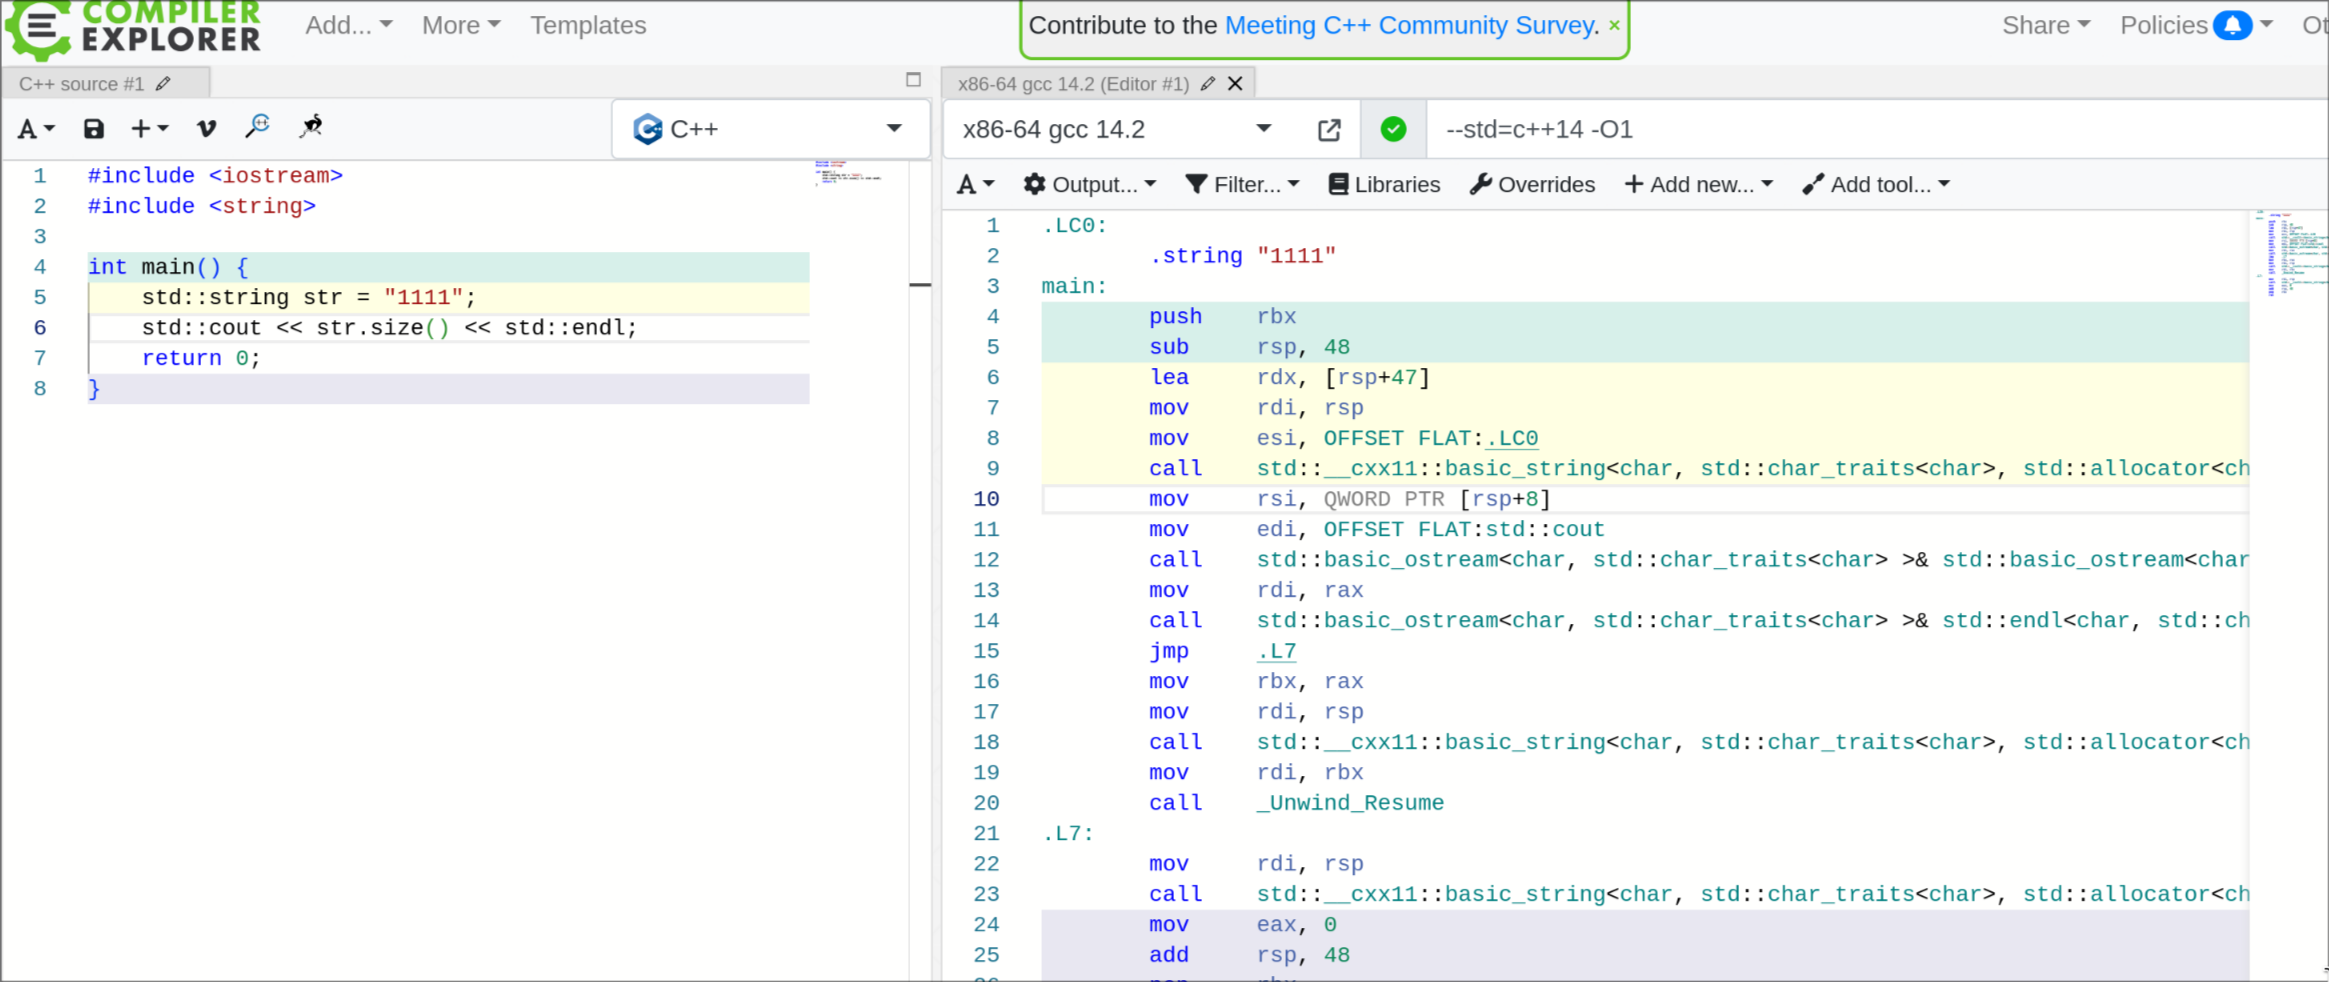 COMPILER
EXPLORER
Add...
More
Templates
Contribute to the Meeting C++ Community Survey. ×
Share
Policies
Ot
C++ source #1
A
+
C++
1 #include <iostream>
2 #include <string>
3
4 int main() {
5     std::string str = "1111";
6     std::cout << str.size() << std::endl;
7     return 0;
8 }
x86-64 gcc 14.2 (Editor #1)
x86-64 gcc 14.2
--std=c++14 -O1
A
Output...
Filter...
Libraries
Overrides
+ Add new...
Add tool...
1 .LC0:
2         .string "1111"
3 main:
4         push    rbx
5         sub     rsp, 48
6         lea     rdx, [rsp+47]
7         mov     rdi, rsp
8         mov     esi, OFFSET FLAT:.LC0
9         call    std::__cxx11::basic_string<char, std::char_traits<char>, std::allocator<ch
10         mov     rsi, QWORD PTR [rsp+8]
11         mov     edi, OFFSET FLAT:std::cout
12         call    std::basic_ostream<char, std::char_traits<char> >& std::basic_ostream<char
13         mov     rdi, rax
14         call    std::basic_ostream<char, std::char_traits<char> >& std::endl<char, std::ch
15         jmp     .L7
16         mov     rbx, rax
17         mov     rdi, rsp
18         call    std::__cxx11::basic_string<char, std::char_traits<char>, std::allocator<ch
19         mov     rdi, rbx
20         call    _Unwind_Resume
21 .L7:
22         mov     rdi, rsp
23         call    std::__cxx11::basic_string<char, std::char_traits<char>, std::allocator<ch
24         mov     eax, 0
25         add     rsp, 48